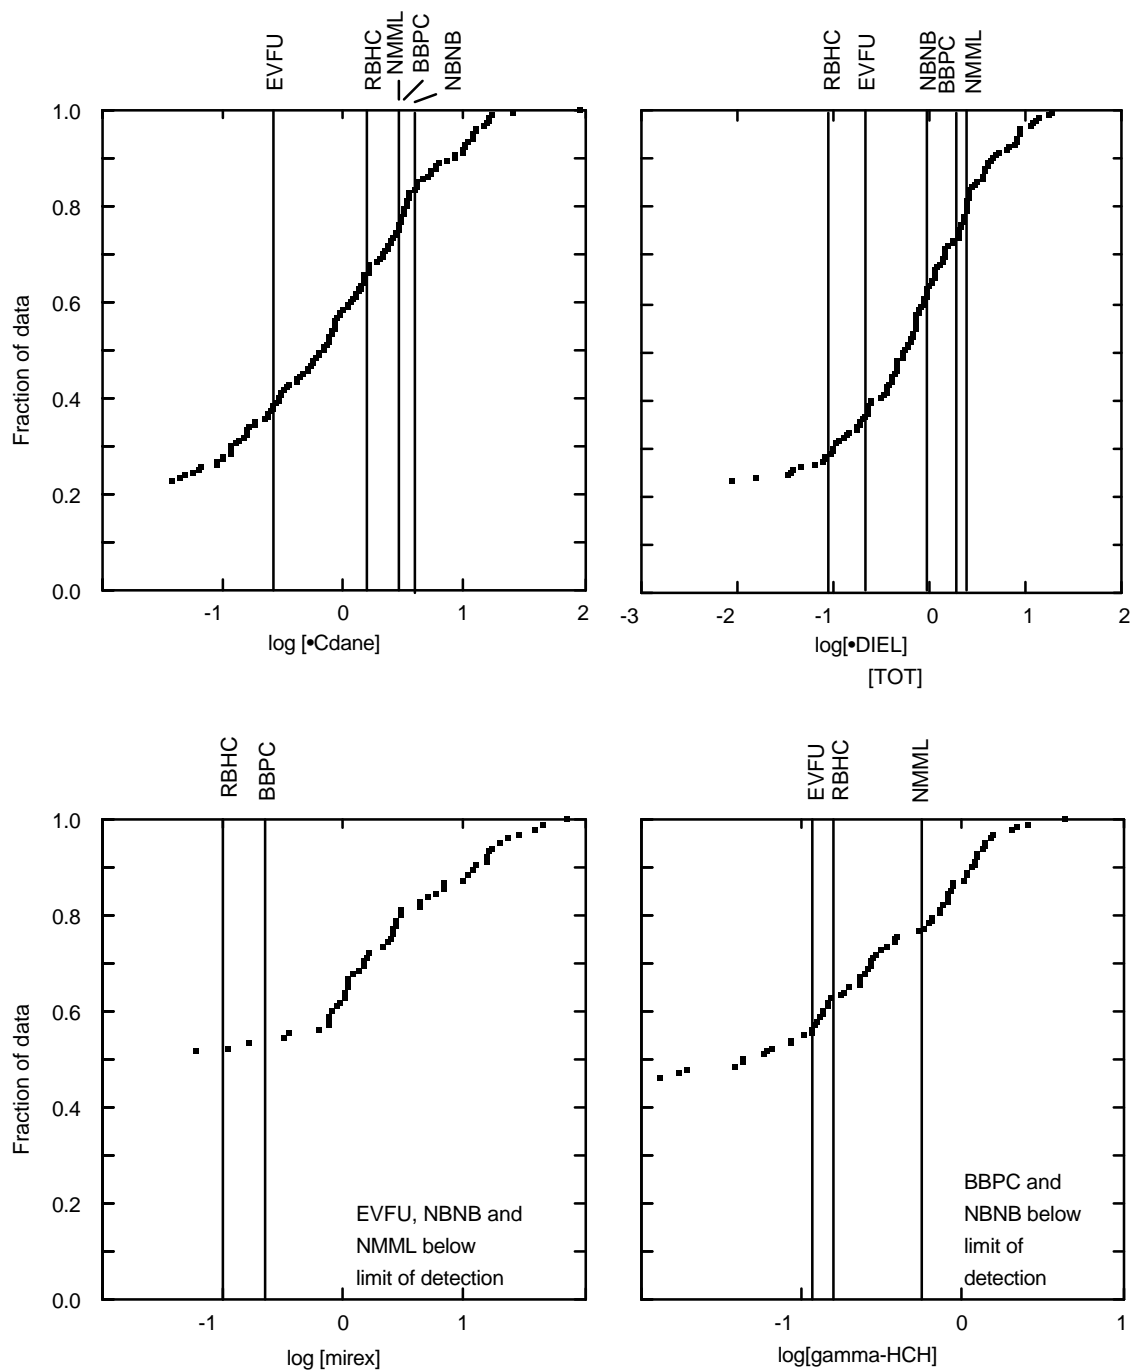 EVFU
RBHC
NMML
BBPC
NBNB
1.0
0.8
0.6
0.4
0.2
0.0
Fraction of data
-1
0
1
2
log [•Cdane]
RBHC
EVFU
NBNB
BBPC
NMML
-3
-2
-1
0
1
2
log[•DIEL]
[TOT]
RBHC
BBPC
1.0
0.8
0.6
0.4
0.2
0.0
Fraction of data
EVFU, NBNB and
NMML below
limit of detection
-1
0
1
log [mirex]
EVFU
RBHC
NMML
BBPC and
NBNB below
limit of
detection
-1
0
1
log[gamma-HCH]